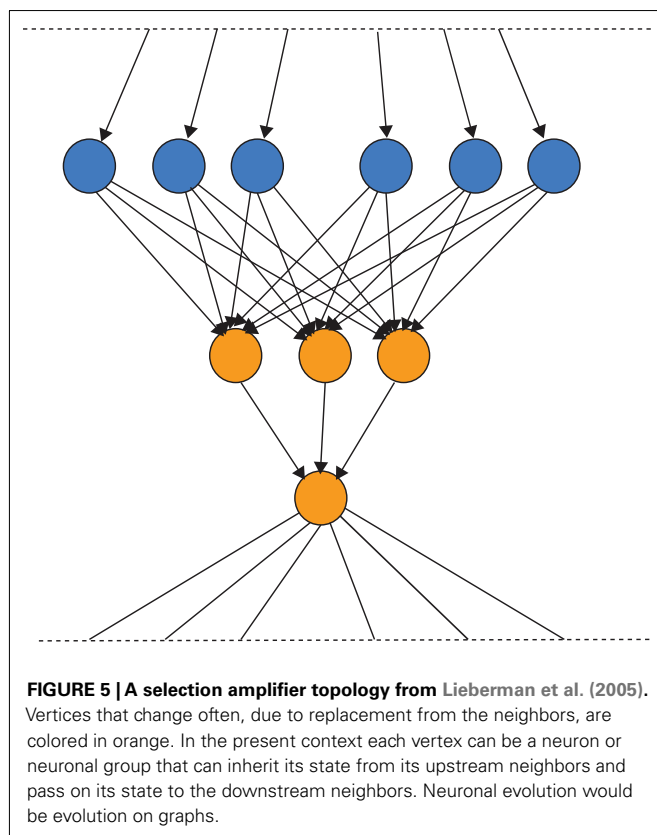 FIGURE 5 | A selection amplifier topology from Lieberman et al. (2005).
Vertices that change often, due to replacement from the neighbors, are
colored in orange. In the present context each vertex can be a neuron or
neuronal group that can inherit its state from its upstream neighbors and
pass on its state to the downstream neighbors. Neuronal evolution would
be evolution on graphs.